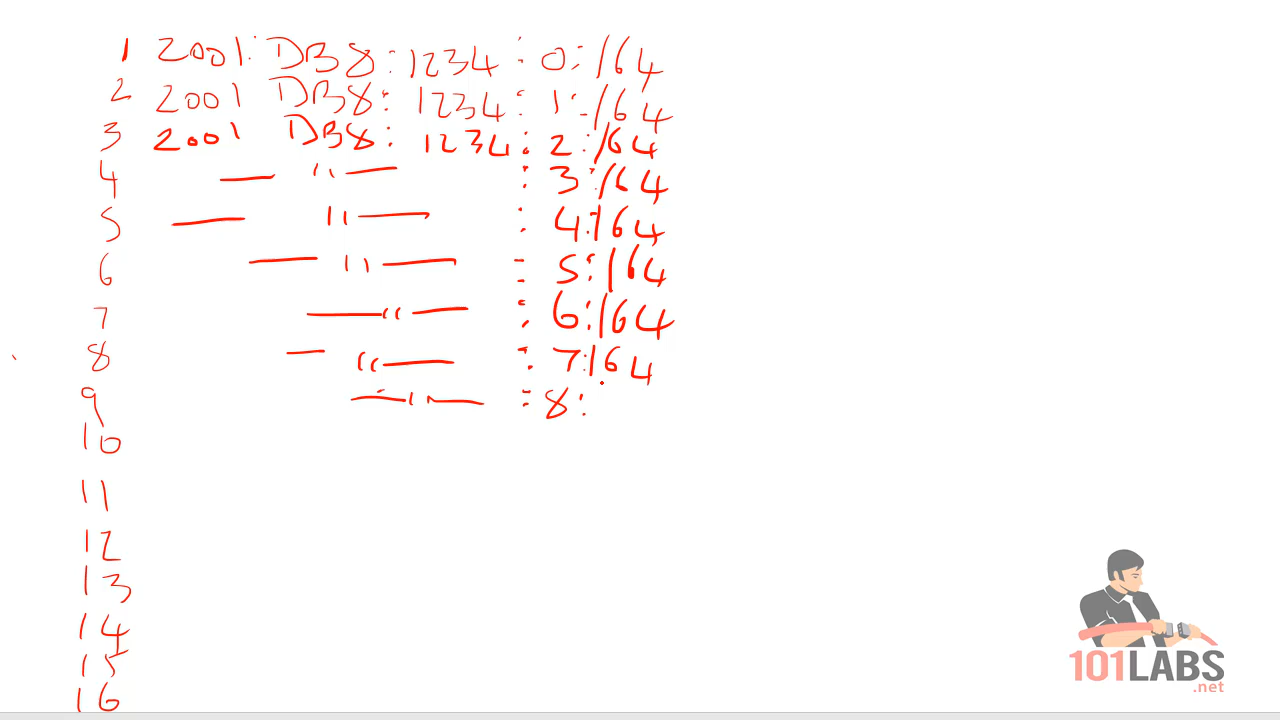 1 2001: DB8:1234:0:/64
2 2001 DB8: 1234:1:/64
3 2001 DB8: 1234:2:/64
4 — " — :3:/64
5 — " — :4:/64
6 — " — :5:/64
7 — " — :6:/64
8 — " — :7:/64
9 — " — :8:
10
11
12
13
14
15
16
101LABS
.net